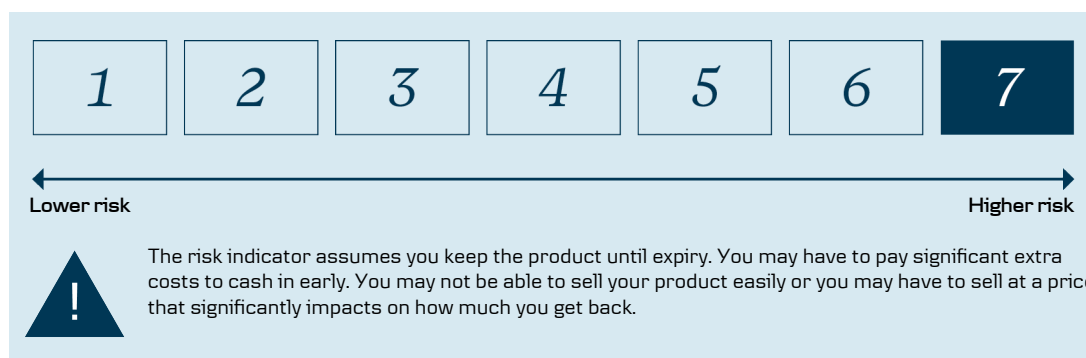 1 2 3 4 5 6 7
Lower risk Higher risk
The risk indicator assumes you keep the product until expiry. You may have to pay significant extra
! costs to cash in early. You may not be able to sell your product easily or you may have to sell at a price
that significantly impacts on how much you get back.